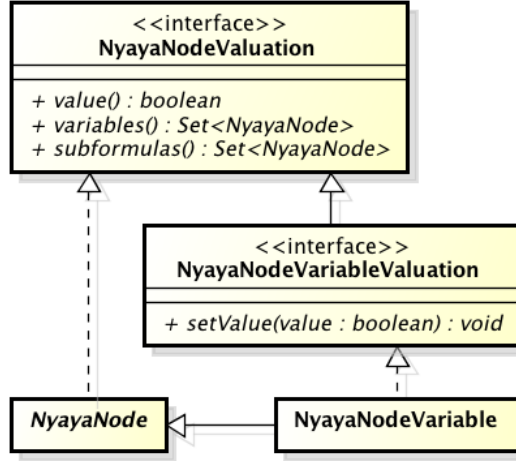 <<interface>>
NyayaNodeValuation
+ value() : boolean
+ variables() : Set<NyayaNode>
+ subformulas() : Set<NyayaNode>
<<interface>>
NyayaNodeVariableValuation
+ setValue(value : boolean) : void
NyayaNode
NyayaNodeVariable